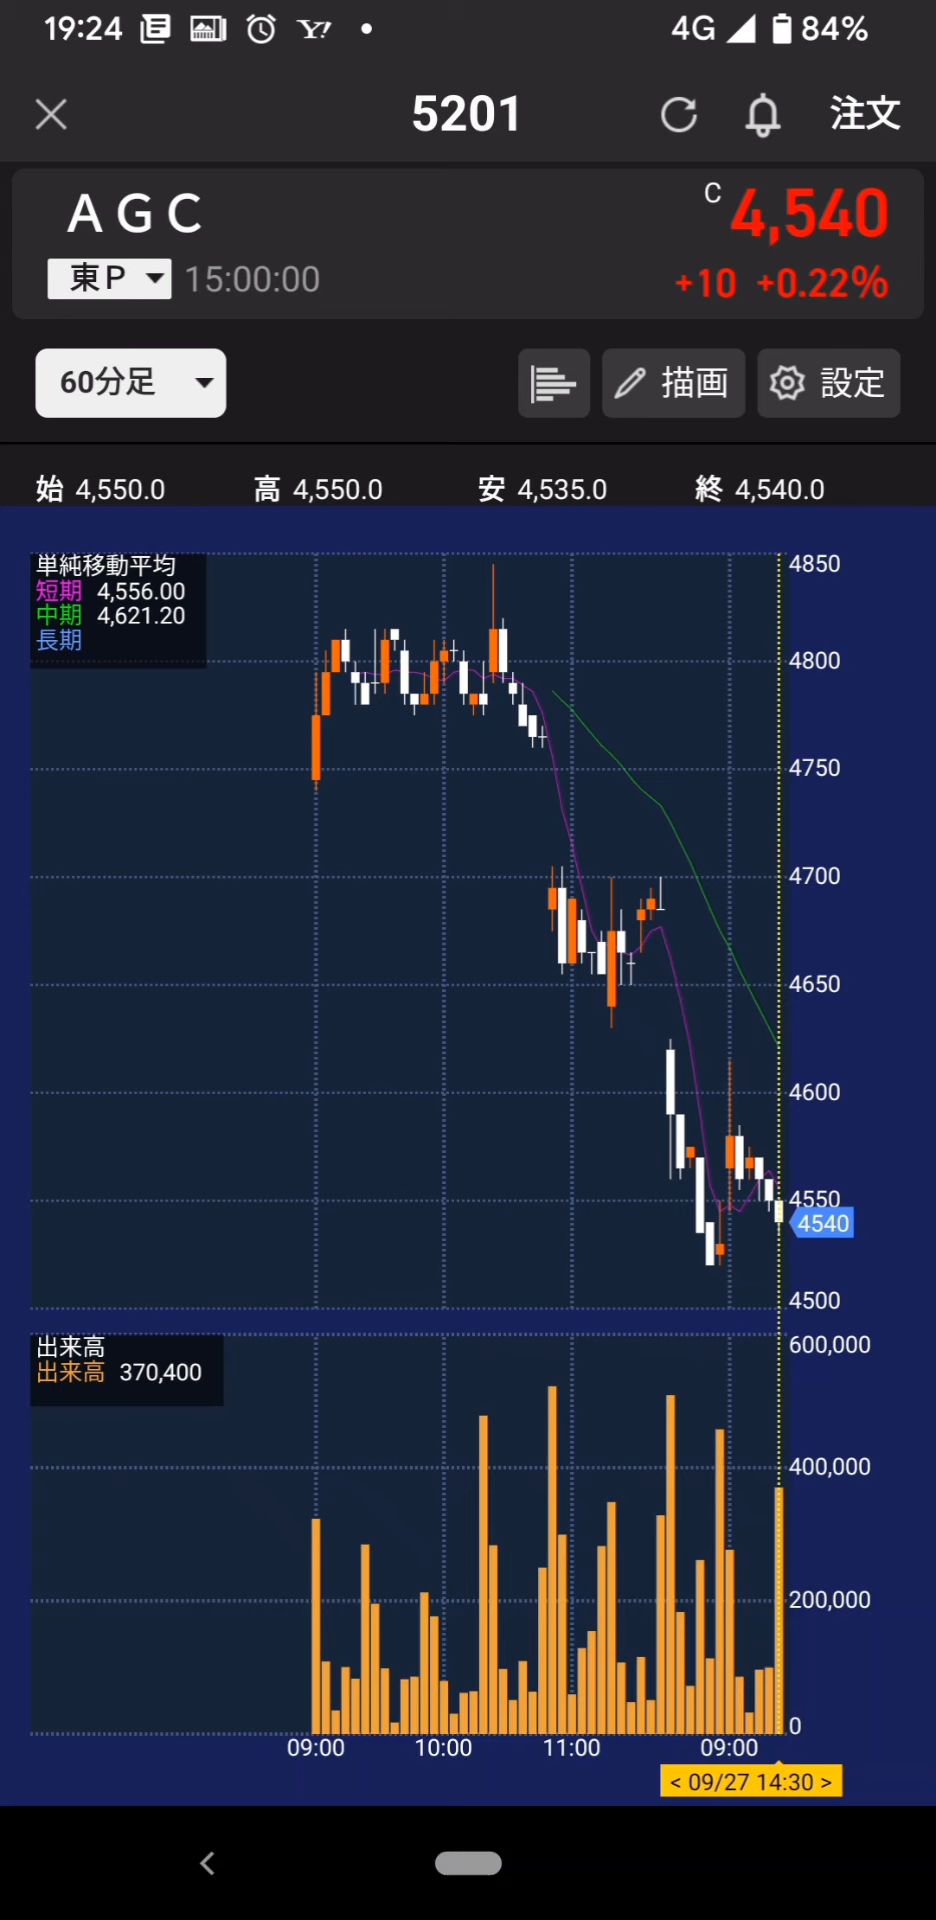 19:24 Y! 4G 84%
5201 注文
AGC C 4,540
東P 15:00:00 +10 +0.22%
60分足 描画 設定
始 4,550.0 高 4,550.0 安 4,535.0 終 4,540.0
単純移動平均
短期 4,556.00
中期 4,621.20
長期
4850
4800
4750
4700
4650
4600
4550
4540
4500
出来高
出来高 370,400
600,000
400,000
200,000
0
09:00 10:00 11:00 09:00
< 09/27 14:30 >